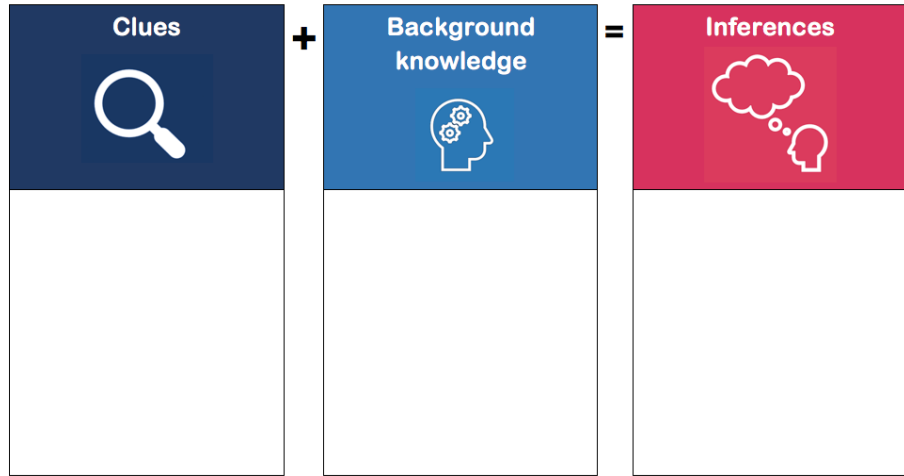 Clues
+
Background
knowledge
=
Inferences